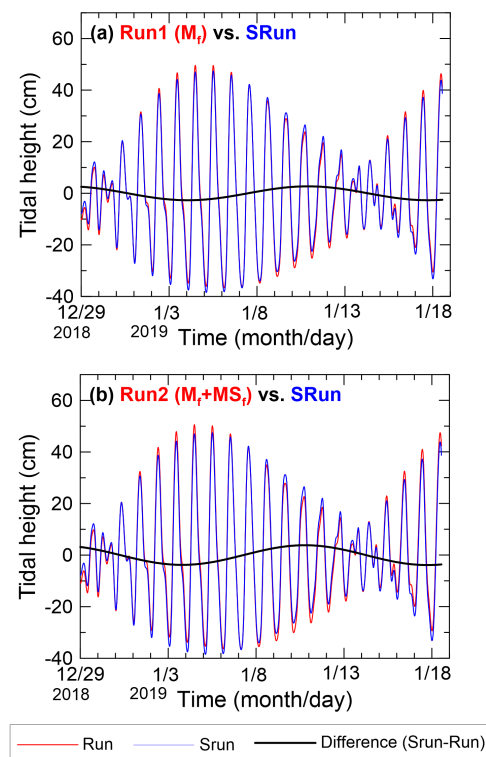 (a) Run1 (Mf) vs. SRun
60
40
20
0
-20
-40
Tidal height (cm)
12/29 1/3 1/8 1/13 1/18
2018 2019
Time (month/day)
(b) Run2 (Mf+MSf) vs. SRun
60
40
20
0
-20
-40
Tidal height (cm)
12/29 1/3 1/8 1/13 1/18
2018 2019
Time (month/day)
Run Srun Difference (Srun-Run)